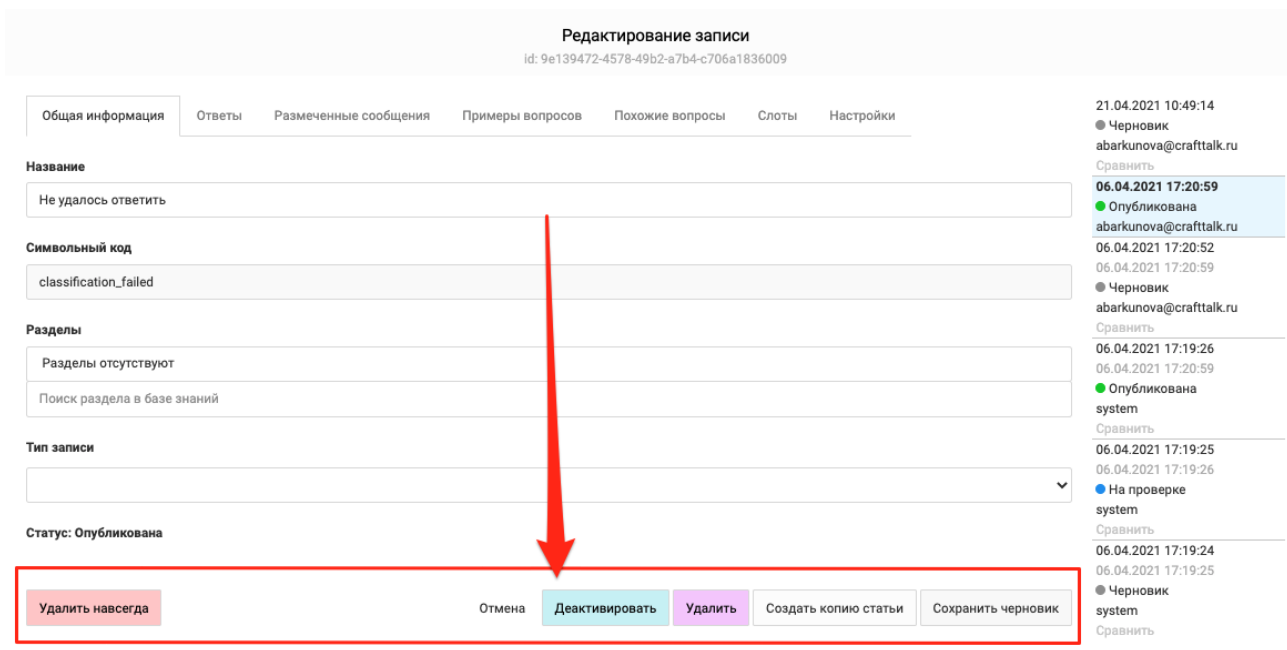 Редактирование записи
id: 9e139472-4578-49b2-a7b4-c706a1836009
Общая информация Ответы Размеченные сообщения Примеры вопросов Похожие вопросы Слоты Настройки
Название
Не удалось ответить
Символьный код
classification_failed
Разделы
Разделы отсутствуют
Поиск раздела в базе знаний
Тип записи
Статус: Опубликована
Удалить навсегда Отмена Деактивировать Удалить Создать копию статьи Сохранить черновик
21.04.2021 10:49:14
Черновик
abarkunova@crafttalk.ru
Сравнить
06.04.2021 17:20:59
Опубликована
abarkunova@crafttalk.ru
06.04.2021 17:20:52
06.04.2021 17:20:59
Черновик
abarkunova@crafttalk.ru
Сравнить
06.04.2021 17:19:26
06.04.2021 17:20:59
Опубликована
system
Сравнить
06.04.2021 17:19:25
06.04.2021 17:19:26
На проверке
system
Сравнить
06.04.2021 17:19:24
06.04.2021 17:19:25
Черновик
system
Сравнить